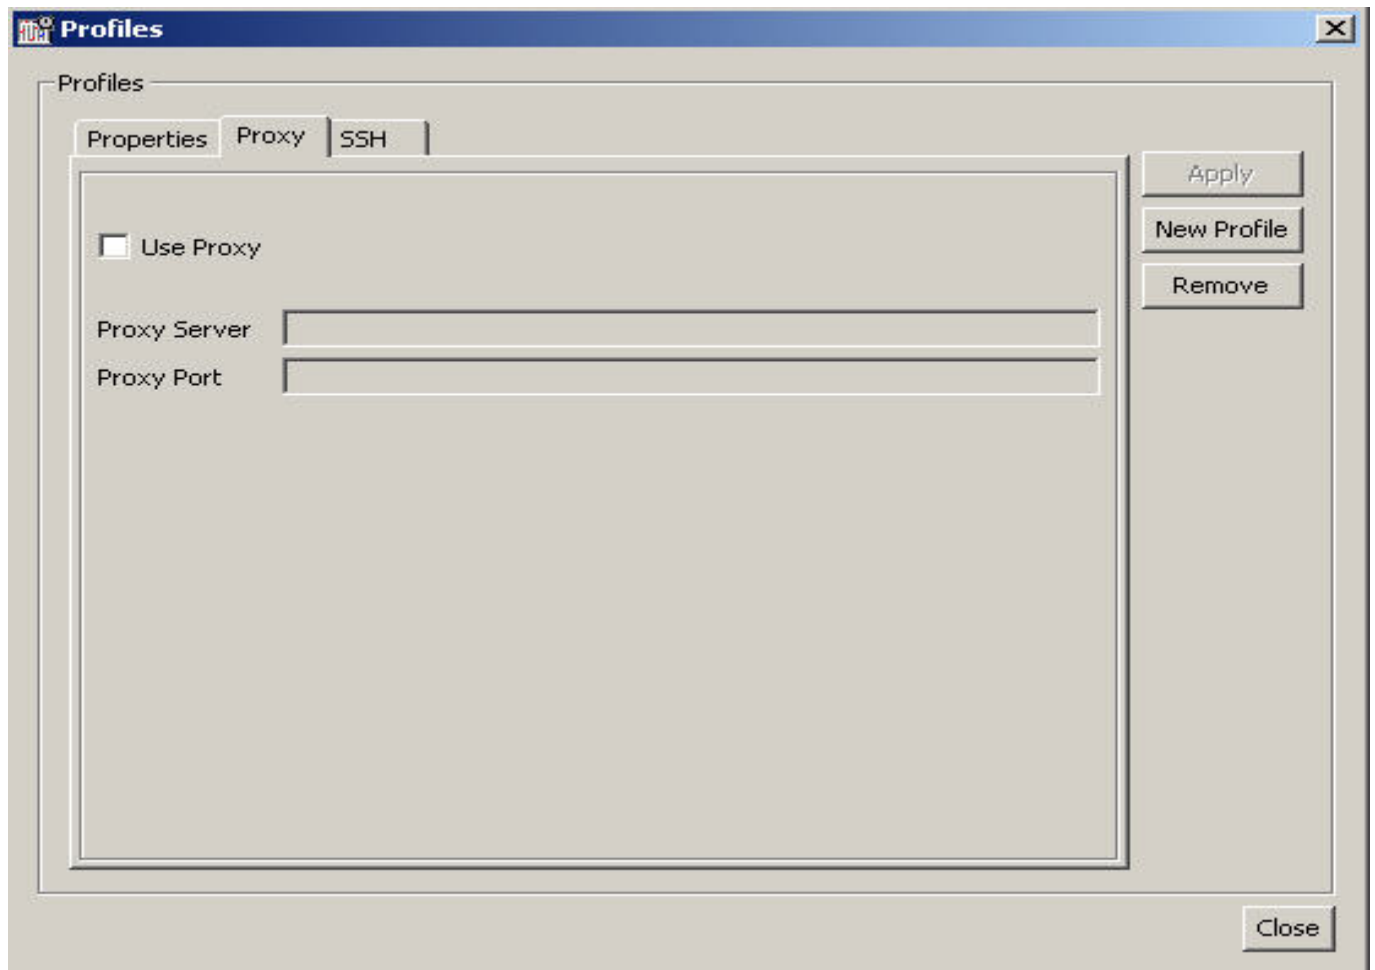 Profiles
Profiles
Properties Proxy SSH
Apply
New Profile
Remove
Use Proxy
Proxy Server
Proxy Port
Close